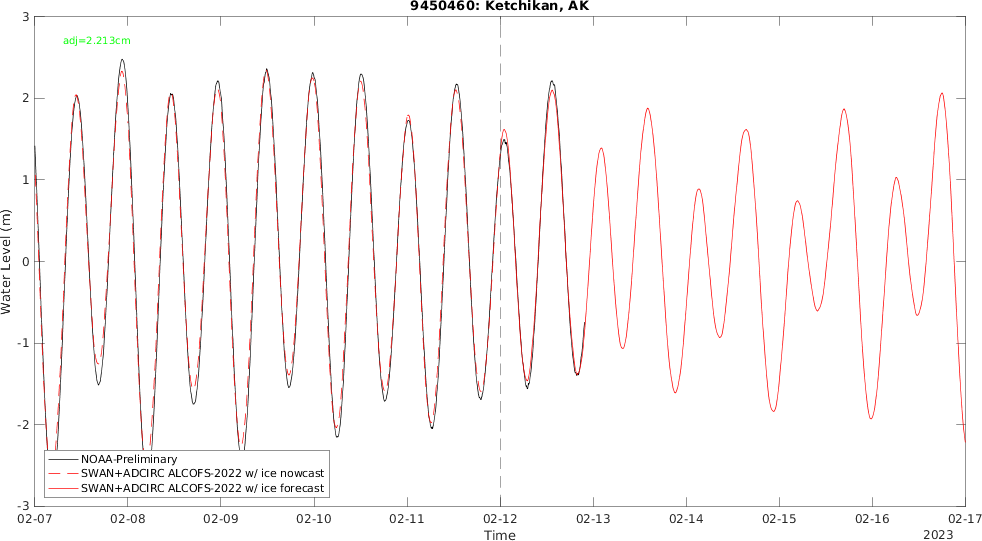 9450460: Ketchikan, AK
adj=2.213cm
3
2
1
0
-1
-2
-3
Water Level (m)
NOAA-Preliminary
SWAN+ADCIRC ALCOFS-2022 w/ ice nowcast
SWAN+ADCIRC ALCOFS-2022 w/ ice forecast
02-07 02-08 02-09 02-10 02-11 02-12 02-13 02-14 02-15 02-16 02-17
Time
2023